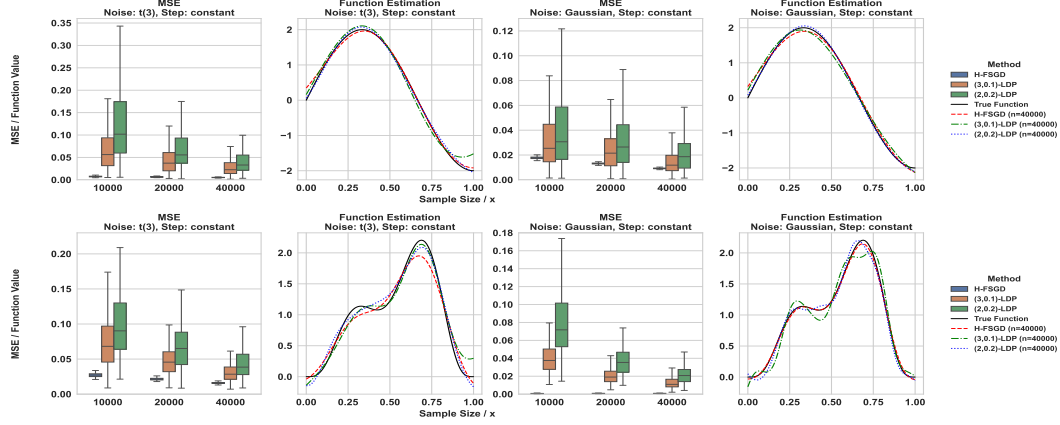 MSE
Noise: t(3), Step: constant
Function Estimation
Noise: t(3), Step: constant
MSE
Noise: Gaussian, Step: constant
Function Estimation
Noise: Gaussian, Step: constant
MSE / Function Value
0.35
0.30
0.25
0.20
0.15
0.10
0.05
0.00
10000 20000 40000
2
1
0
−1
−2
0.00 0.25 0.50 0.75 1.00
0.12
0.10
0.08
0.06
0.04
0.02
0.00
10000 20000 40000
2
1
0
−1
−2
0.00 0.25 0.50 0.75 1.00
Sample Size / x
Method
H-FSGD
(3,0.1)-LDP
(2,0.2)-LDP
True Function
H-FSGD (n=40000)
(3,0.1)-LDP (n=40000)
(2,0.2)-LDP (n=40000)
MSE
Noise: t(3), Step: constant
Function Estimation
Noise: t(3), Step: constant
MSE
Noise: Gaussian, Step: constant
Function Estimation
Noise: Gaussian, Step: constant
MSE / Function Value
0.20
0.15
0.10
0.05
0.00
10000 20000 40000
2.0
1.5
1.0
0.5
0.0
0.00 0.25 0.50 0.75 1.00
0.18
0.16
0.14
0.12
0.10
0.08
0.06
0.04
0.02
0.00
10000 20000 40000
2.0
1.5
1.0
0.5
0.0
0.00 0.25 0.50 0.75 1.00
Sample Size / x
Method
H-FSGD
(3,0.1)-LDP
(2,0.2)-LDP
True Function
H-FSGD (n=40000)
(3,0.1)-LDP (n=40000)
(2,0.2)-LDP (n=40000)